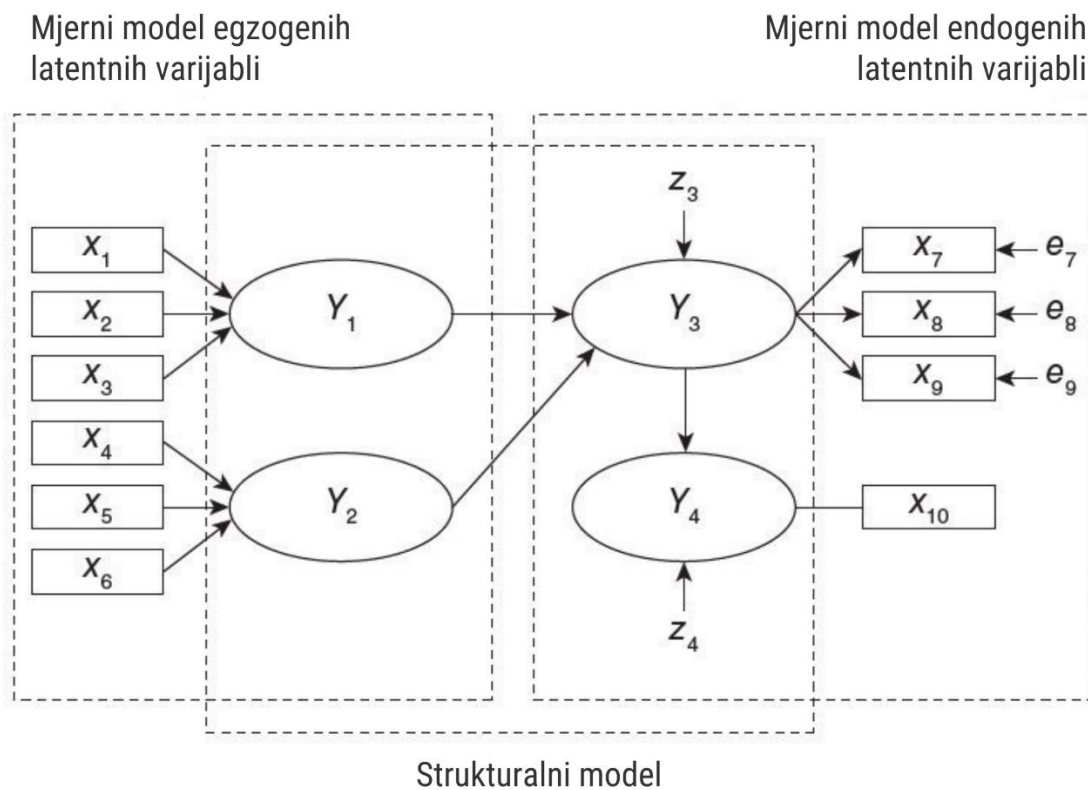 Mjerni model egzogenih
latentnih varijabli
Mjerni model endogenih
latentnih varijabli
z₃
x₁
x₂
x₃
x₄
x₅
x₆
Y₁
Y₂
Y₃
Y₄
x₇
x₈
x₉
x₁₀
e₇
e₈
e₉
z₄
Strukturalni model